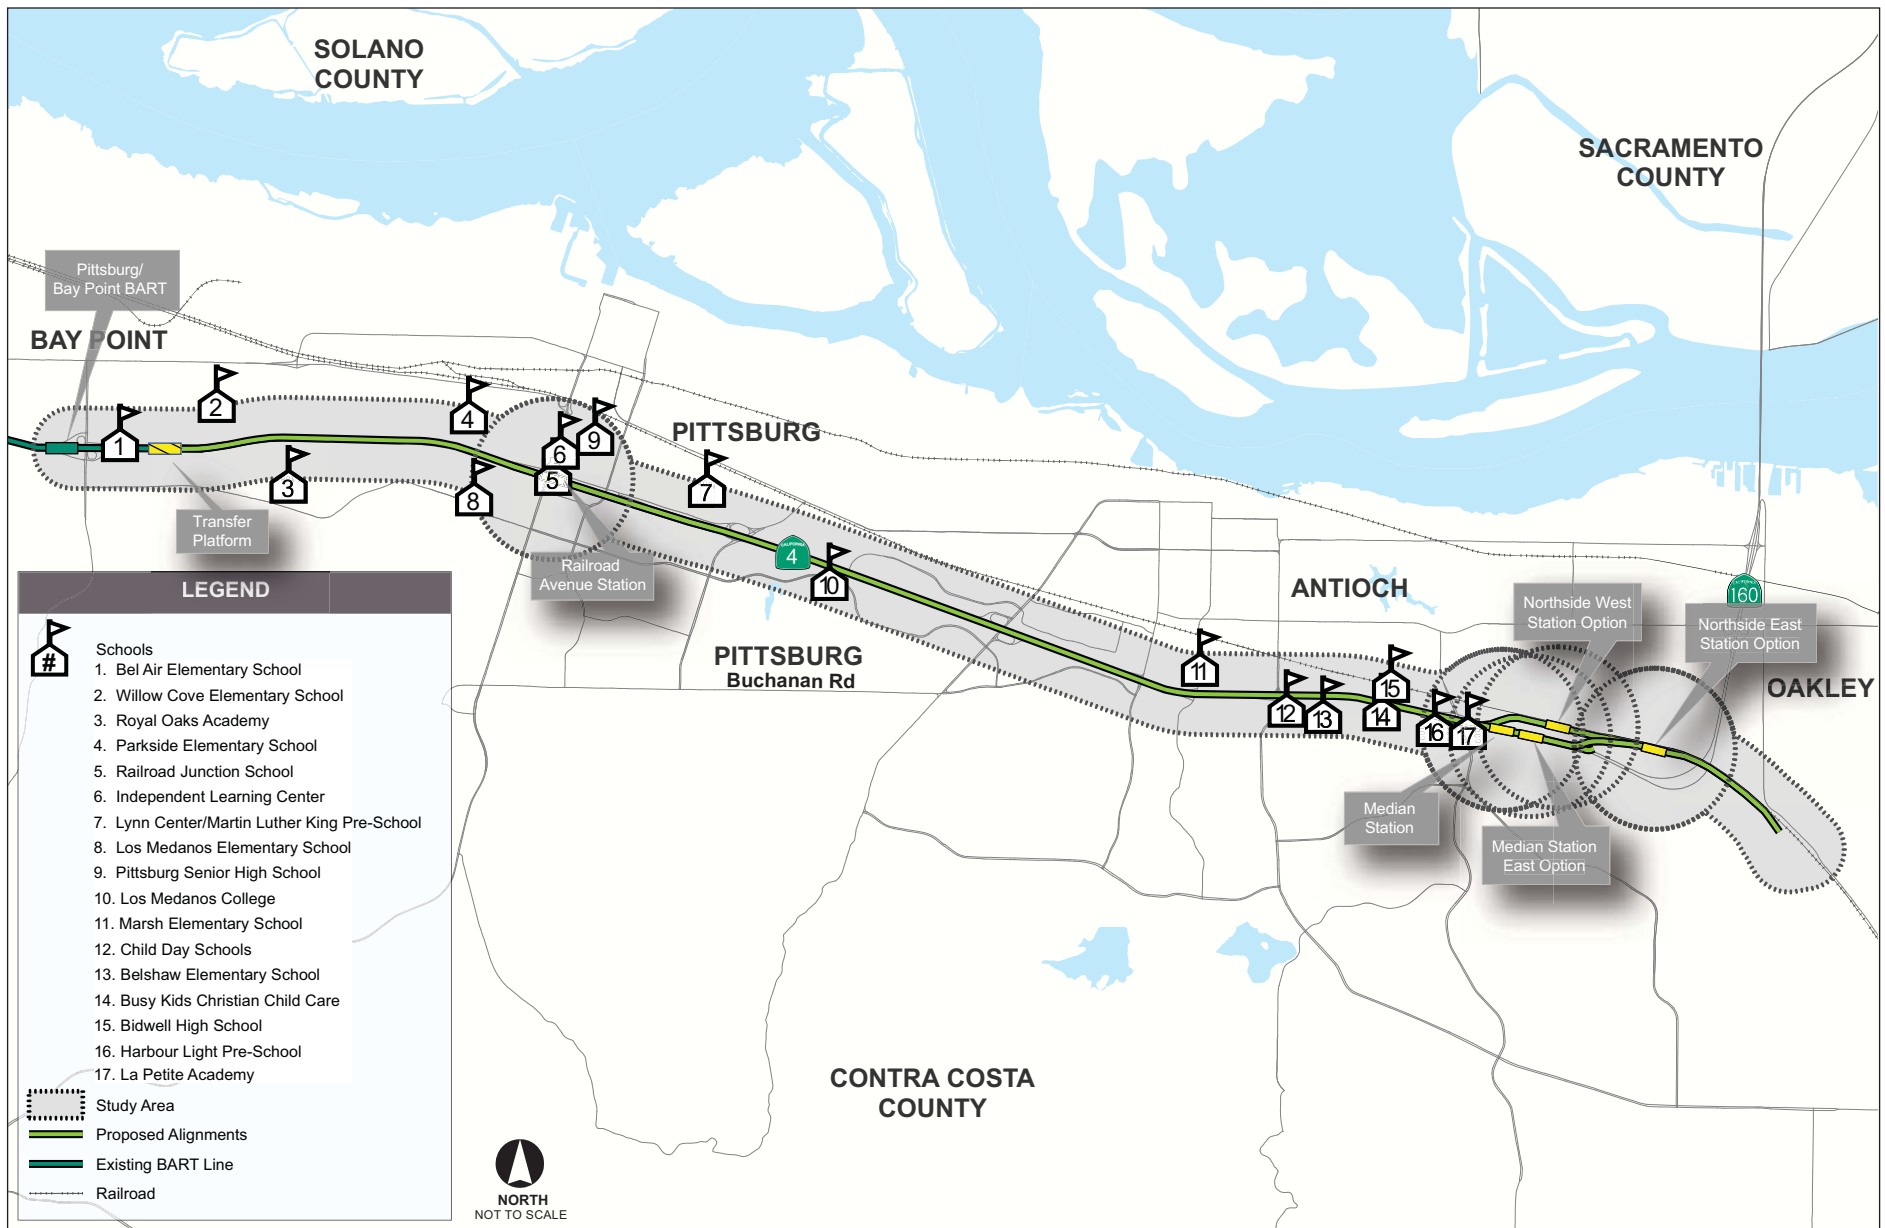 SOLANO
COUNTY
SACRAMENTO
COUNTY
Pittsburg/
Bay Point BART
BAY POINT
2
1
4
9
6
5
3
8
7
PITTSBURG
Transfer
Platform
CALIFORNIA
4
Railroad
Avenue Station
10
PITTSBURG
Buchanan Rd
ANTIOCH
Northside West
Station Option
CALIFORNIA
160
Northside East
Station Option
OAKLEY
11
12
13
15
14
16
17
Median
Station
Median Station
East Option
CONTRA COSTA
COUNTY
LEGEND
#
Schools
1. Bel Air Elementary School
2. Willow Cove Elementary School
3. Royal Oaks Academy
4. Parkside Elementary School
5. Railroad Junction School
6. Independent Learning Center
7. Lynn Center/Martin Luther King Pre-School
8. Los Medanos Elementary School
9. Pittsburg Senior High School
10. Los Medanos College
11. Marsh Elementary School
12. Child Day Schools
13. Belshaw Elementary School
14. Busy Kids Christian Child Care
15. Bidwell High School
16. Harbour Light Pre-School
17. La Petite Academy
Study Area
Proposed Alignments
Existing BART Line
Railroad
NORTH
NOT TO SCALE